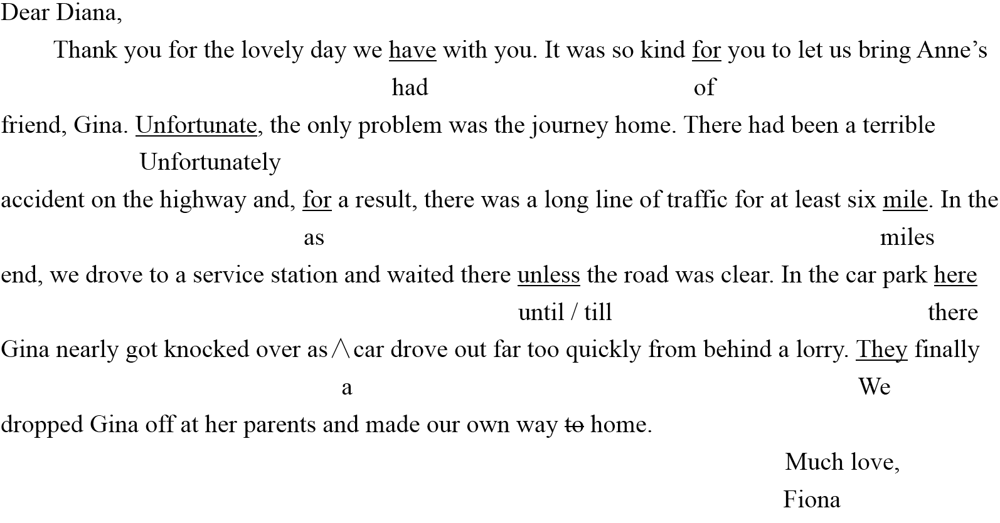 Dear Diana,
Thank you for the lovely day we have with you. It was so kind for you to let us bring Anne’s
had of
friend, Gina. Unfortunate, the only problem was the journey home. There had been a terrible
Unfortunately
accident on the highway and, for a result, there was a long line of traffic for at least six mile. In the
as miles
end, we drove to a service station and waited there unless the road was clear. In the car park here
until / till there
Gina nearly got knocked over as∧car drove out far too quickly from behind a lorry. They finally
a We
dropped Gina off at her parents and made our own way to home.
Much love,
Fiona